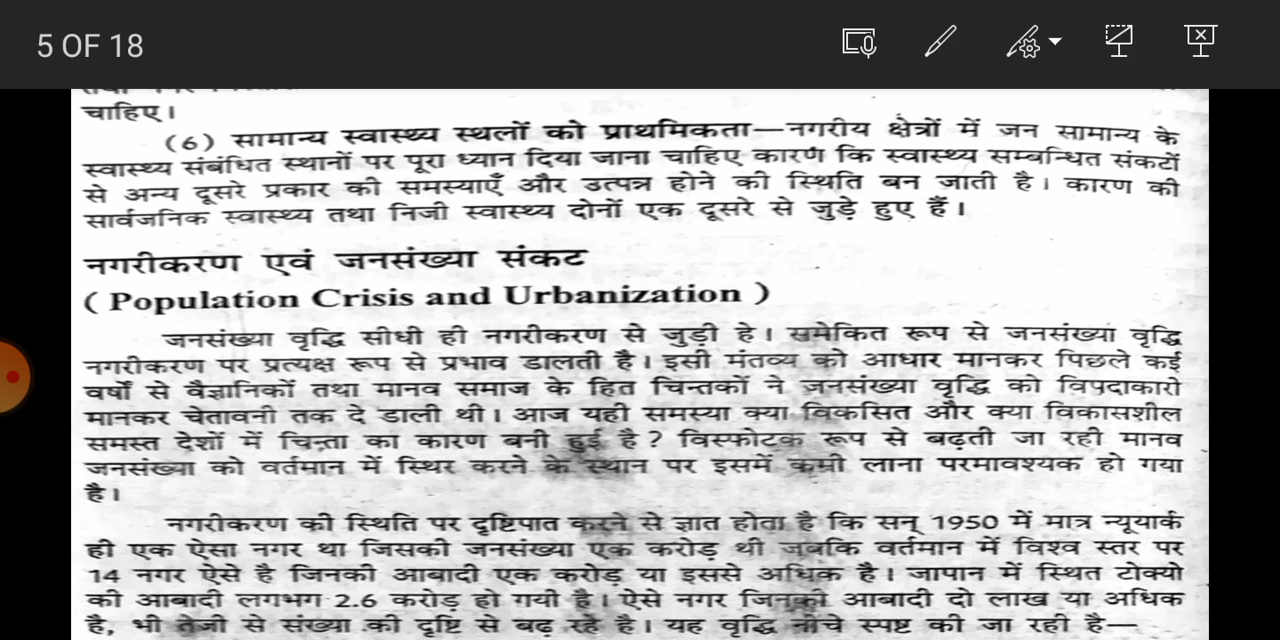 5 OF 18
चाहिए।
(6) सामान्य स्वास्थ्य स्थलों को प्राथमिकता—नगरीय क्षेत्रों में जन सामान्य के
स्वास्थ्य संबंधित स्थानों पर पूरा ध्यान दिया जाना चाहिए कारण कि स्वास्थ्य सम्बन्धित संकटों
से अन्य दूसरे प्रकार की समस्याएँ और उत्पन्न होने की स्थिति बन जाती है। कारण की
सार्वजनिक स्वास्थ्य तथा निजी स्वास्थ्य दोनों एक दूसरे से जुड़े हुए हैं।
नगरीकरण एवं जनसंख्या संकट
( Population Crisis and Urbanization )
जनसंख्या वृद्धि सीधी ही नगरीकरण से जुड़ी हे। समेकित रूप से जनसंख्या वृद्धि
नगरीकरण पर प्रत्यक्ष रूप से प्रभाव डालती है। इसी मंतव्य को आधार मानकर पिछले कई
वर्षों से वैज्ञानिकों तथा मानव समाज के हित चिन्तकों ने जनसंख्या वृद्धि को विपदाकारी
मानकर चेतावनी तक दे डाली थी। आज यही समस्या क्या विकसित और क्या विकासशील
समस्त देशों में चिन्ता का कारण बनी हुई है? विस्फोटक रूप से बढ़ती जा रही मानव
जनसंख्या को वर्तमान में स्थिर करने के स्थान पर इसमें कमी लाना परमावश्यक हो गया
है।
नगरीकरण की स्थिति पर दृष्टिपात करने से ज्ञात होता है कि सन् 1950 में मात्र न्यूयार्क
ही एक ऐसा नगर था जिसकी जनसंख्या एक करोड़ थी जबकि वर्तमान में विश्व स्तर पर
14 नगर ऐसे है जिनकी आबादी एक करोड़ या इससे अधिक है। जापान में स्थित टोक्यो
की आबादी लगभग 2.6 करोड़ हो गयी है। ऐसे नगर जिनकी आबादी दो लाख या अधिक
है, भी तेजी से संख्या की दृष्टि से बढ़ रहे है। यह वृद्धि नीचे स्पष्ट की जा रही है—